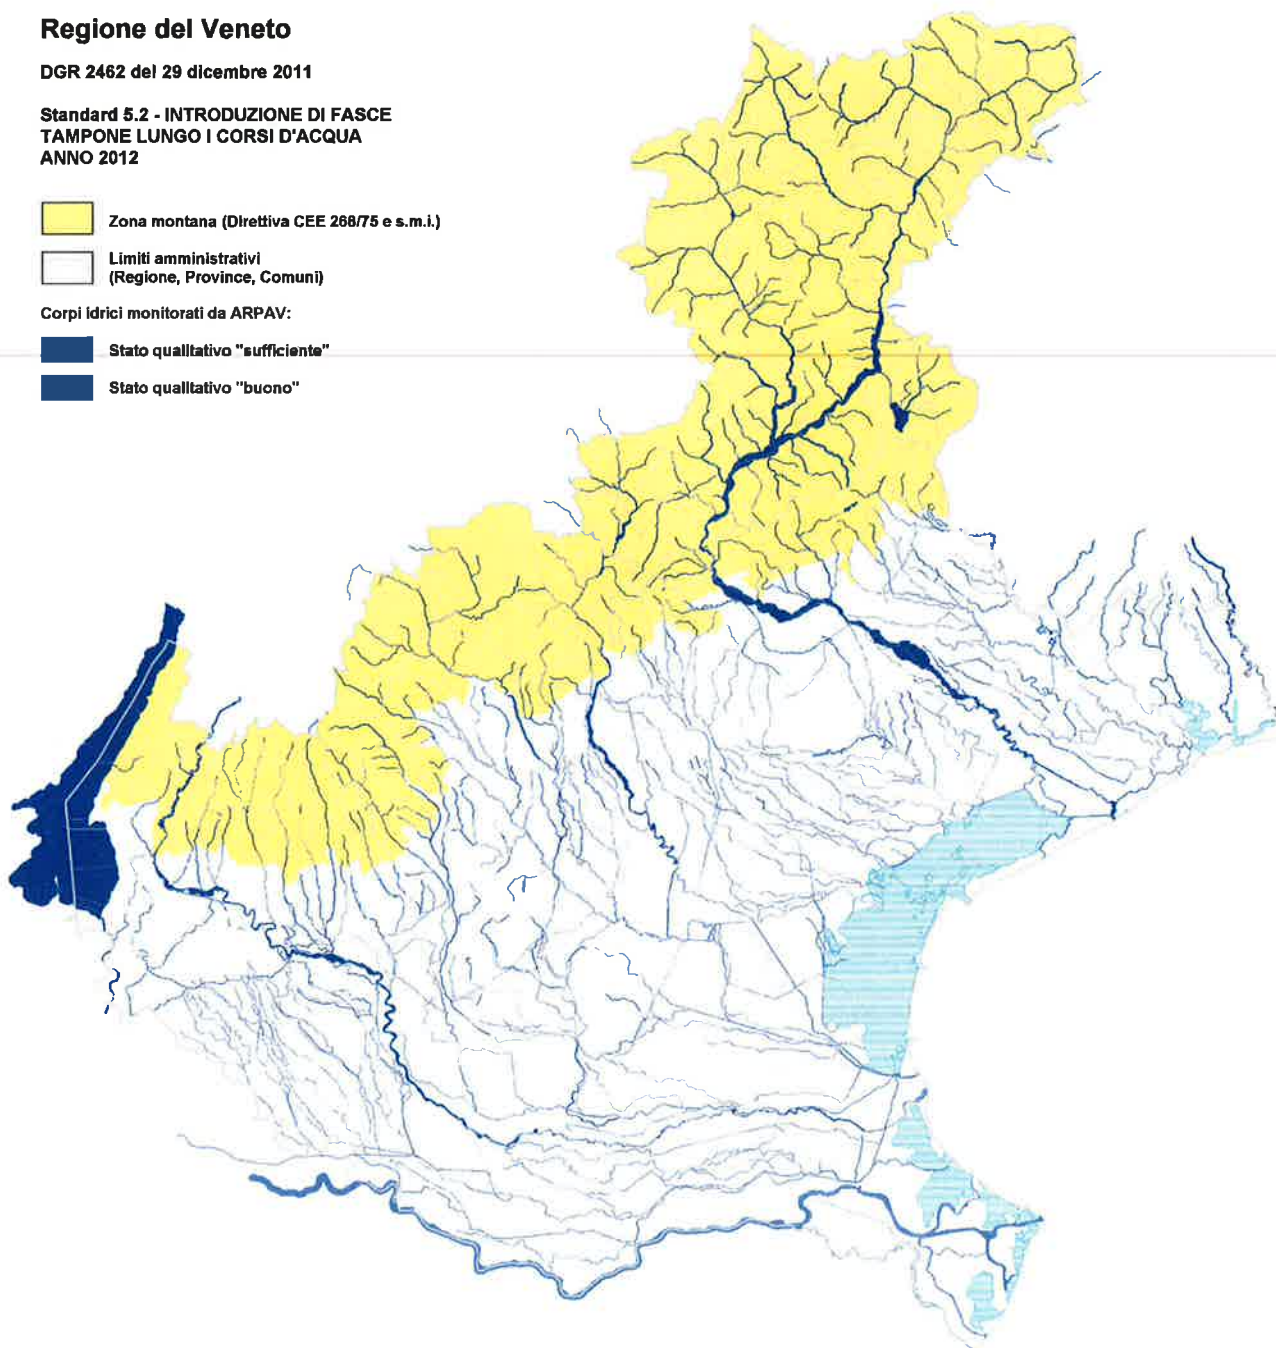 Regione del Veneto
DGR 2462 del 29 dicembre 2011
Standard 5.2 - INTRODUZIONE DI FASCE
TAMPONE LUNGO I CORSI D'ACQUA
ANNO 2012
Zona montana (Direttiva CEE 268/75 e s.m.i.)
Limiti amministrativi
(Regione, Province, Comuni)
Corpi idrici monitorati da ARPAV:
Stato qualitativo "sufficiente"
Stato qualitativo "buono"